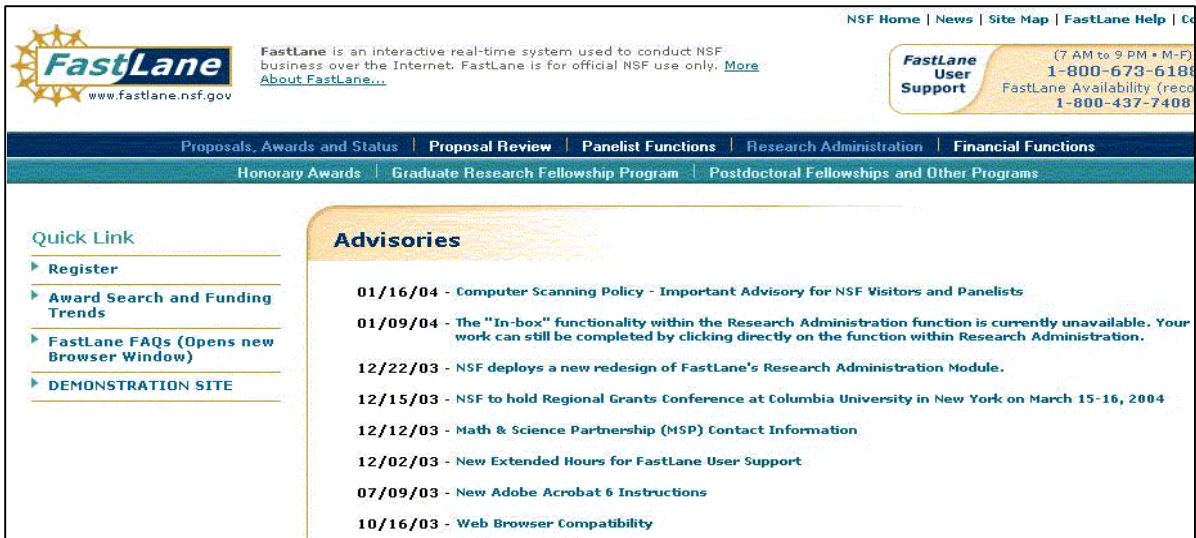 NSF Home | News | Site Map | FastLane Help |
FastLane
www.fastlane.nsf.gov
FastLane is an interactive real-time system used to conduct NSF
business over the Internet. FastLane is for official NSF use only. More
About FastLane...
FastLane
User
Support
(7 AM to 9 PM • M-F)
1-800-673-6188
FastLane Availability
1-800-437-7408
Proposals, Awards and Status | Proposal Review | Panelist Functions | Research Administration | Financial Functions
Honorary Awards | Graduate Research Fellowship Program | Postdoctoral Fellowships and Other Programs
Quick Link
Register
Award Search and Funding
Trends
FastLane FAQs (Opens new
Browser Window)
DEMONSTRATION SITE
Advisories
01/16/04 - Computer Scanning Policy - Important Advisory for NSF Visitors and Panelists
01/09/04 - The "In-box" functionality within the Research Administration function is currently unavailable. Your
work can still be completed by clicking directly on the function within Research Administration.
12/22/03 - NSF deploys a new redesign of FastLane's Research Administration Module.
12/15/03 - NSF to hold Regional Grants Conference at Columbia University in New York on March 15-16, 2004
12/12/03 - Math & Science Partnership (MSP) Contact Information
12/02/03 - New Extended Hours for FastLane User Support
07/09/03 - New Adobe Acrobat 6 Instructions
10/16/03 - Web Browser Compatibility